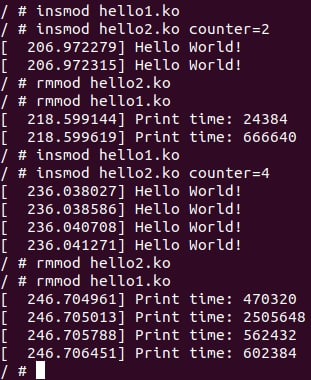 / # insmod hello1.ko
/ # insmod hello2.ko counter=2
[  206.972279] Hello World!
[  206.972315] Hello World!
/ # rmmod hello2.ko
/ # rmmod hello1.ko
[  218.599144] Print time: 24384
[  218.599619] Print time: 666640
/ # insmod hello1.ko
/ # insmod hello2.ko counter=4
[  236.038027] Hello World!
[  236.038586] Hello World!
[  236.040708] Hello World!
[  236.041271] Hello World!
/ # rmmod hello2.ko
/ # rmmod hello1.ko
[  246.704961] Print time: 470320
[  246.705013] Print time: 2505648
[  246.705788] Print time: 562432
[  246.706451] Print time: 602384
/ #